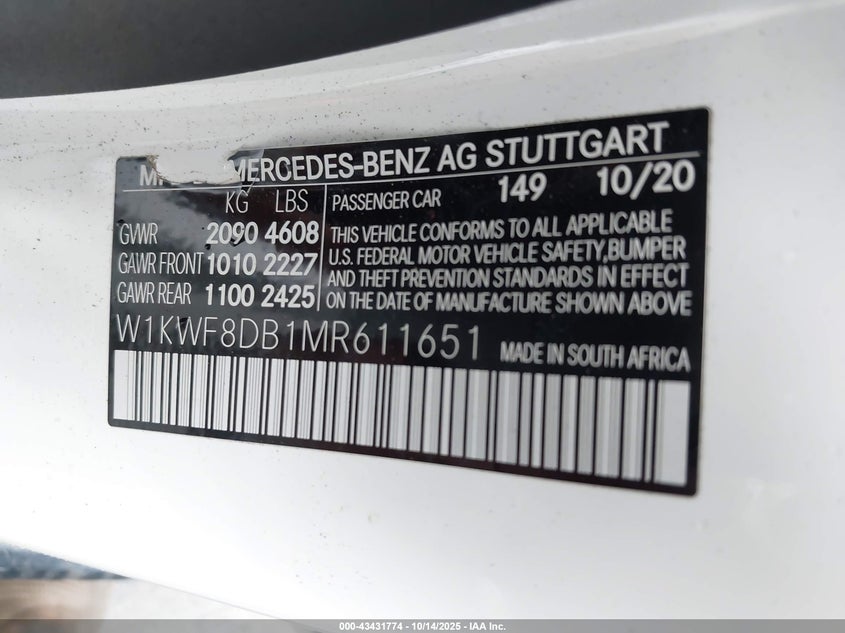 MERCEDES-BENZ AG STUTTGART
KG LBS PASSENGER CAR 149 10/20
GVWR 2090 4608
GAWR FRONT 1010 2227
GAWR REAR 1100 2425
THIS VEHICLE CONFORMS TO ALL APPLICABLE
U.S. FEDERAL MOTOR VEHICLE SAFETY, BUMPER
AND THEFT PREVENTION STANDARDS IN EFFECT
ON THE DATE OF MANUFACTURE SHOWN.
W1KWF8DB1MR611651 MADE IN SOUTH AFRICA
000-43431774 | 10/14/2025 - IAA Inc.